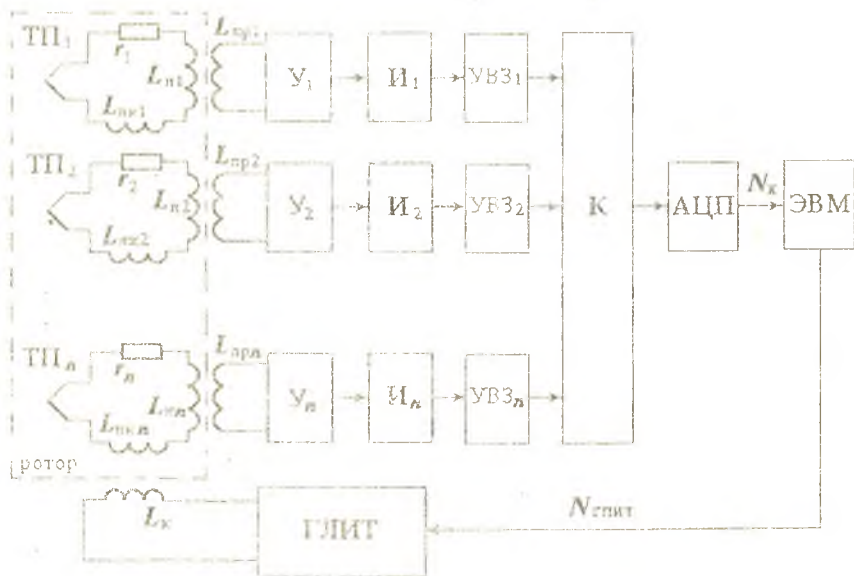 ТП₁
r₁
Lпр1
Lп1
Lпк1
У₁
И₁
УВЗ₁
ТП₂
r₂
Lпр2
Lп2
Lпк2
У₂
И₂
УВЗ₂
К
АЦП
Nк
ЭВМ
ТПn
rn
Lпрn
Lпn
Lпкn
Уn
Иn
УВЗn
ротор
Lк
ГЛИТ
Nспит